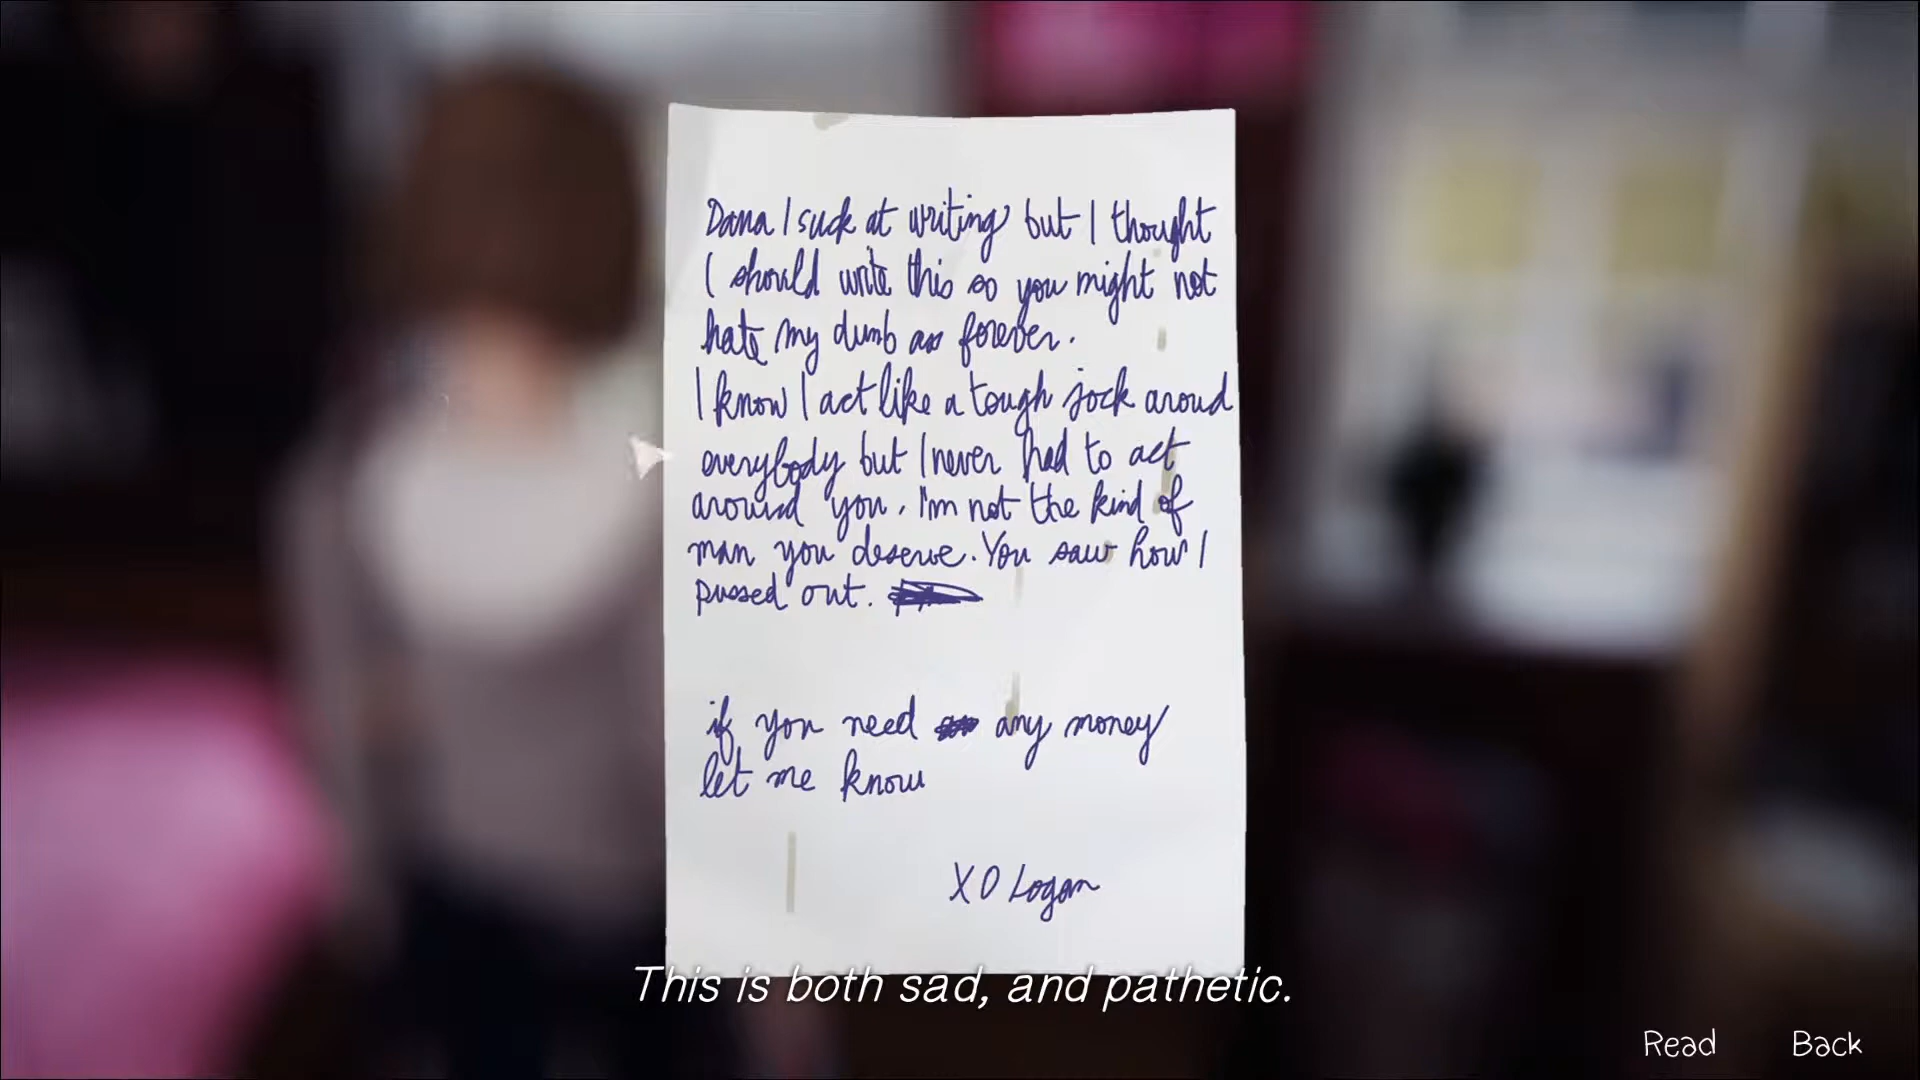 Dana I suck at writing but I thought
I should write this so you might not
hate my dumb ass forever.
I know I act like a tough jock aroud
everybody but I never had to act
around you. I'm not the kind of
man you deserve. You saw how I
pussed out.
if you need any money
let me know
XO Logan
This is both sad, and pathetic.
Read Back